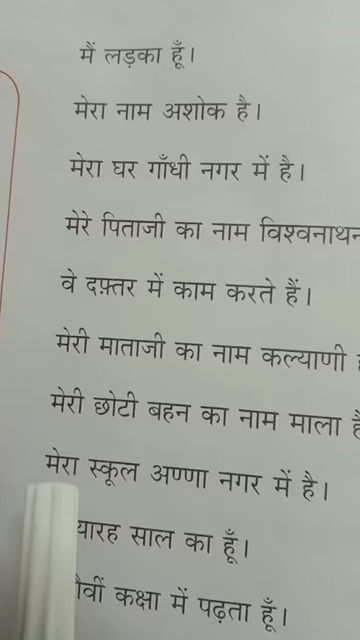 मैं लड़का हूँ।
मेरा नाम अशोक है।
मेरा घर गाँधी नगर में है।
मेरे पिताजी का नाम विश्वनाथन
वे दफ़्तर में काम करते हैं।
मेरी माताजी का नाम कल्याणी
मेरी छोटी बहन का नाम माला है
मेरा स्कूल अण्णा नगर में है।
साल का हूँ।
कक्षा में पढ़ता हूँ।